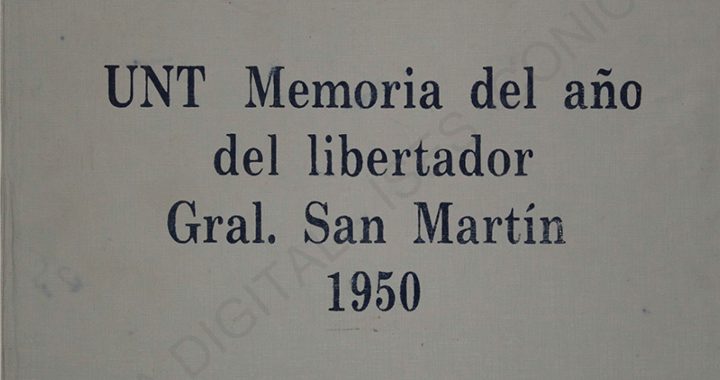 UNT Memoria del año
del libertador
Gral. San Martín
1950